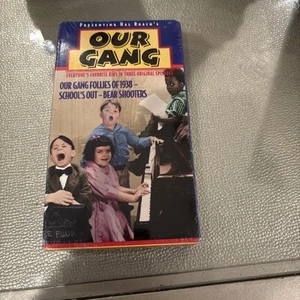 PRESENTING HAL ROACH'S
OUR
GANG
EVERYONE'S FAVORITE KIDS IN THREE ORIGINAL
OUR GANG FOLLIES OF 1938 –
SCHOOL'S OUT – BEAR SHOOTERS